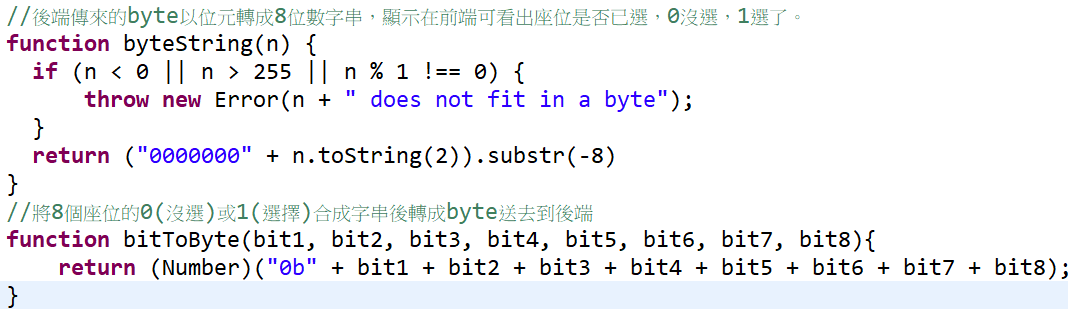 //後端傳來的byte以位元轉成8位數字串，顯示在前端可看出座位是否已選，0沒選，1選了。
function byteString(n) {
  if (n < 0 || n > 255 || n % 1 !== 0) {
      throw new Error(n + " does not fit in a byte");
  }
  return ("0000000" + n.toString(2)).substr(-8)
}
//將8個座位的0(沒選)或1(選擇)合成字串後轉成byte送去到後端
function bitToByte(bit1, bit2, bit3, bit4, bit5, bit6, bit7, bit8){
    return (Number)("0b" + bit1 + bit2 + bit3 + bit4 + bit5 + bit6 + bit7 + bit8);
}